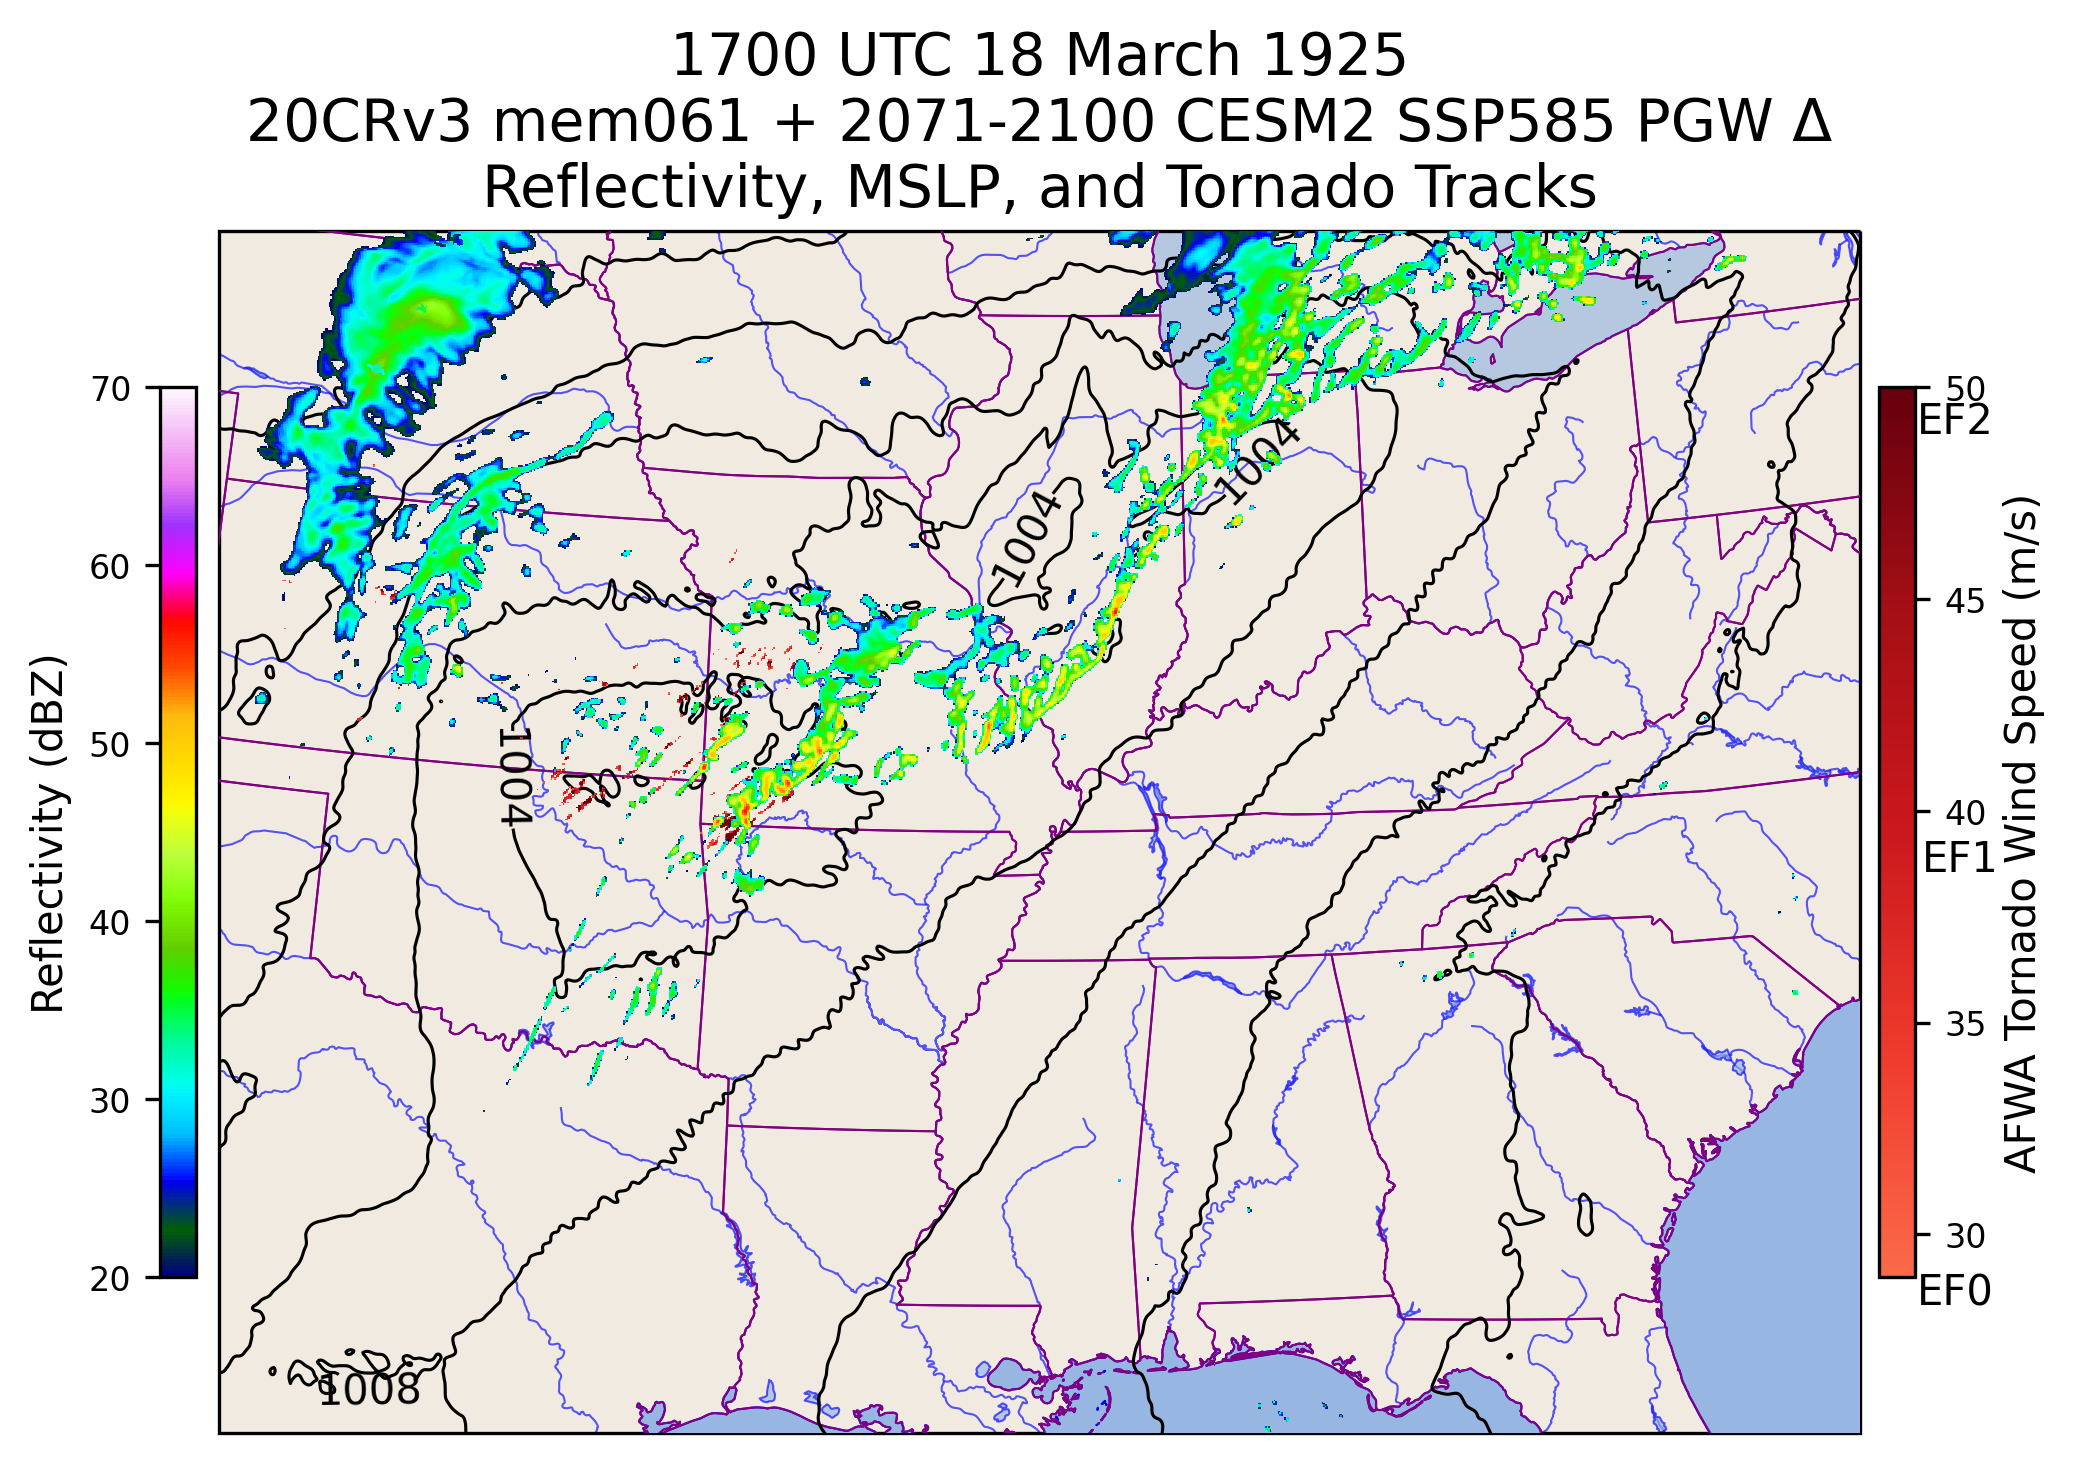 1700 UTC 18 March 1925
20CRv3 mem061 + 2071-2100 CESM2 SSP585 PGW Δ
Reflectivity, MSLP, and Tornado Tracks
70
60
50
40
30
20
Reflectivity (dBZ)
1004
1004
1004
1008
50
EF2
45
40
EF1
35
30
EF0
AFWA Tornado Wind Speed (m/s)